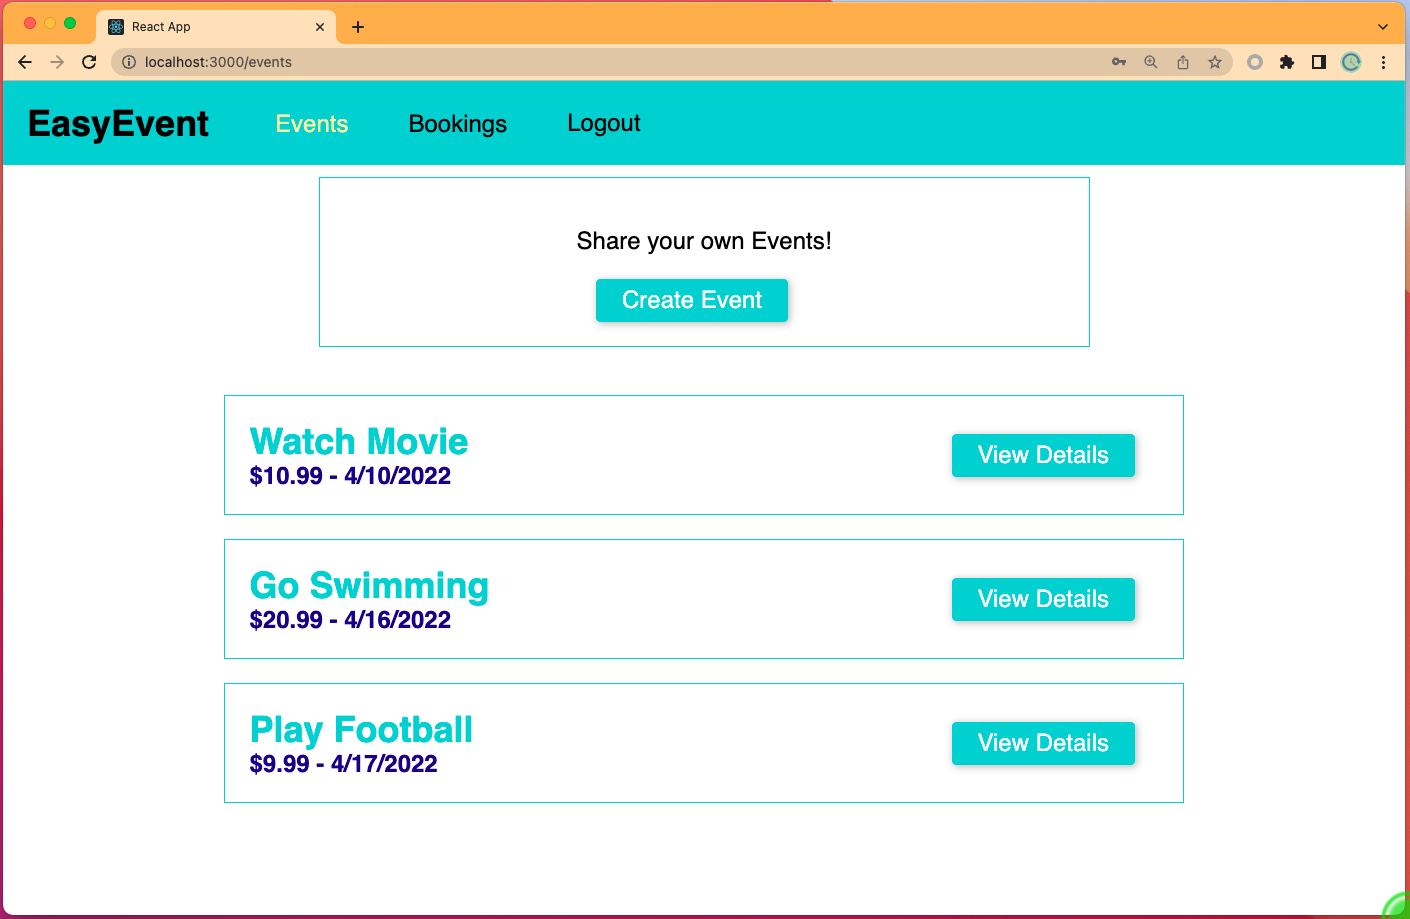 React App
localhost:3000/events
EasyEvent Events Bookings Logout
Share your own Events!
Create Event
Watch Movie
$10.99 - 4/10/2022
View Details
Go Swimming
$20.99 - 4/16/2022
View Details
Play Football
$9.99 - 4/17/2022
View Details